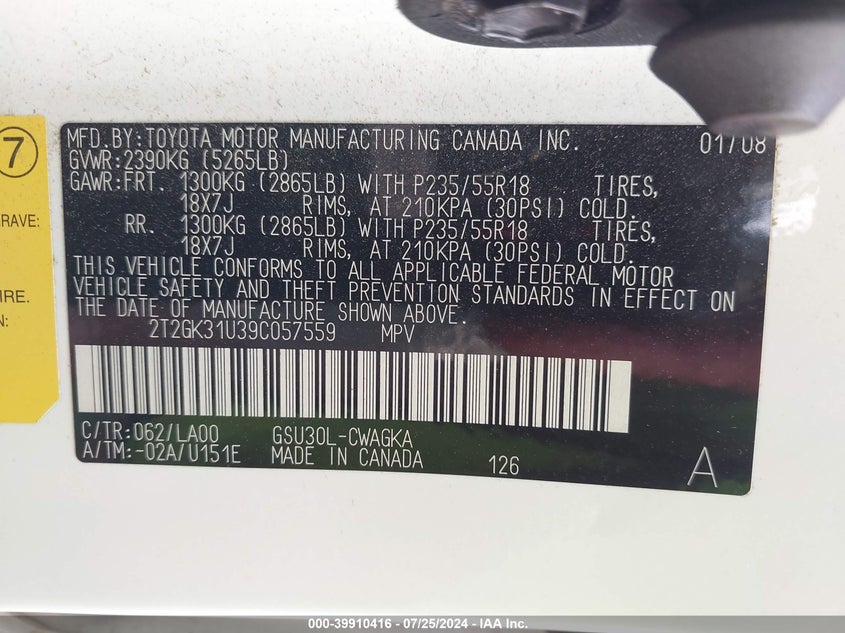 7
RAVE:
IRE.
N:
MFD.BY:TOYOTA MOTOR MANUFACTURING CANADA INC. 01/08
GVWR:2390KG (5265LB)
GAWR:FRT. 1300KG (2865LB) WITH P235/55R18 TIRES,
18X7J RIMS, AT 210KPA (30PSI) COLD.
RR. 1300KG (2865LB) WITH P235/55R18 TIRES,
18X7J RIMS, AT 210KPA (30PSI) COLD.
THIS VEHICLE CONFORMS TO ALL APPLICABLE FEDERAL MOTOR
VEHICLE SAFETY AND THEFT PREVENTION STANDARDS IN EFFECT ON
THE DATE OF MANUFACTURE SHOWN ABOVE.
2T2GK31U39C057559 MPV
C/TR:062/LA00 GSU30L-CWAGKA
A/TM:-02A/U151E MADE IN CANADA 126 A
000-39910416 - 07/25/2024 - IAA Inc.